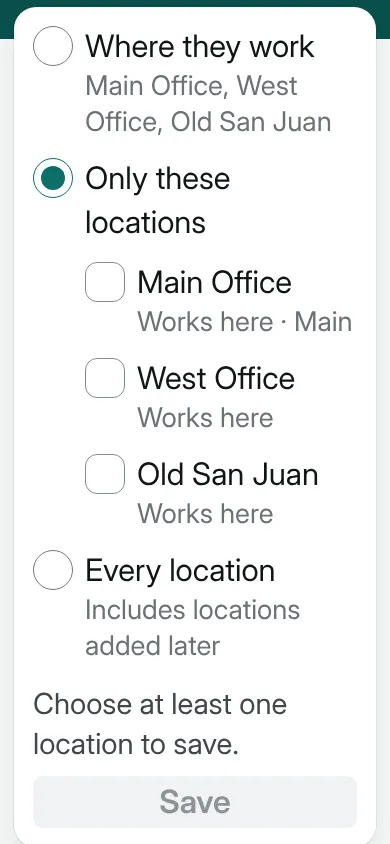 Where they work
Main Office, West
Office, Old San Juan
Only these
locations
Main Office
Works here · Main
West Office
Works here
Old San Juan
Works here
Every location
Includes locations
added later
Choose at least one
location to save.
Save